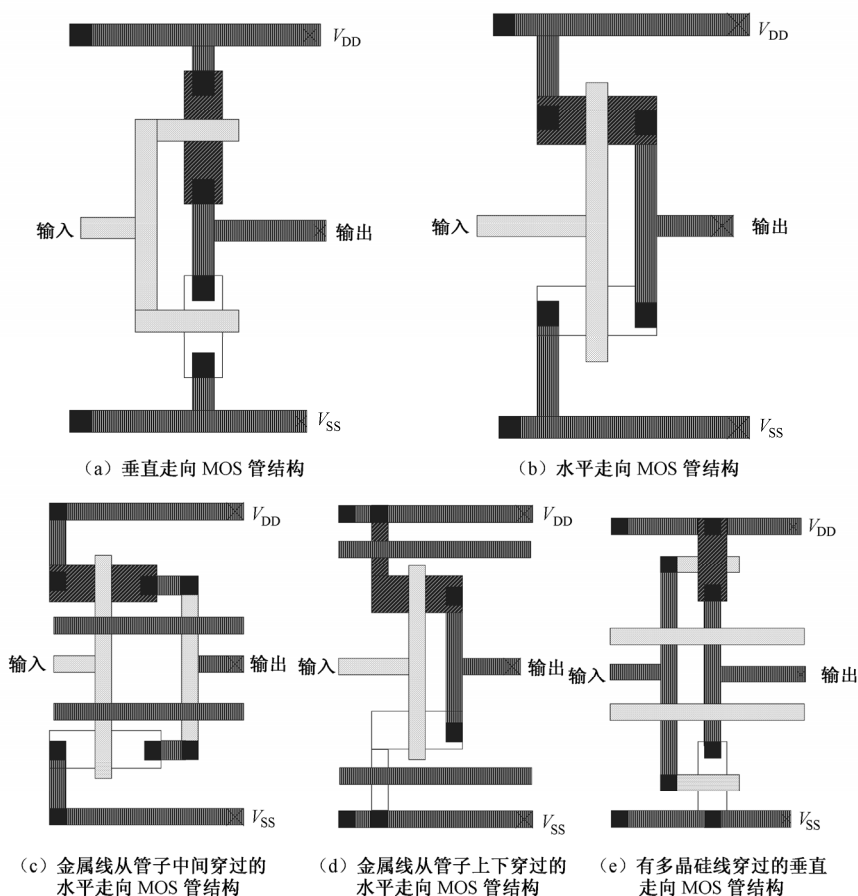 VDD
输入
输出
VSS
（a）垂直走向 MOS 管结构
VDD
输入
输出
VSS
（b）水平走向 MOS 管结构
VDD
输入
输出
VSS
（c）金属线从管子中间穿过的
水平走向 MOS 管结构
VDD
输入
输出
VSS
（d）金属线从管子上下穿过的
水平走向 MOS 管结构
VDD
输入
输出
VSS
（e）有多晶硅线穿过的垂直
走向 MOS 管结构